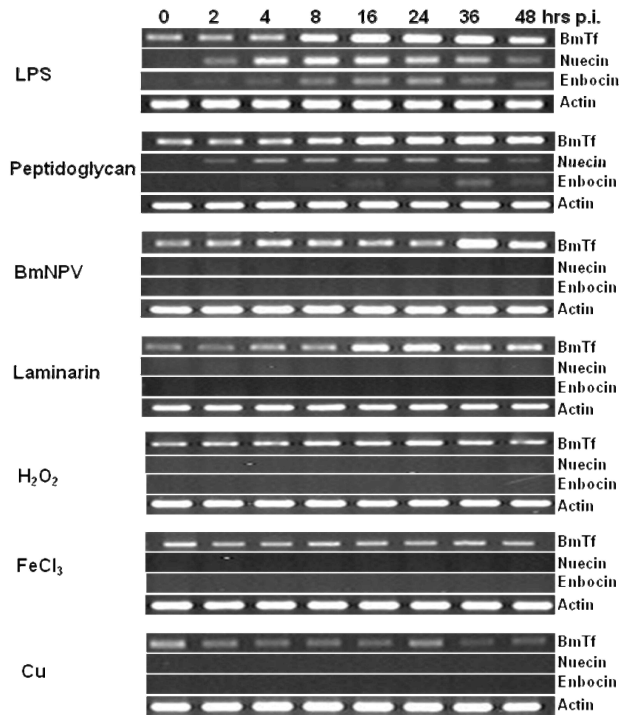 0 2 4 8 16 24 36 48 hrs p.i.
BmTf
Nuecin
LPS
Enbocin
Actin
BmTf
Peptidoglycan
Nuecin
Enbocin
Actin
BmTf
BmNPV
Nuecin
Enbocin
Actin
BmTf
Laminarin
Nuecin
Enbocin
Actin
BmTf
Nuecin
H₂O₂
Enbocin
Actin
BmTf
FeCl₃
Nuecin
Enbocin
Actin
BmTf
Nuecin
Cu
Enbocin
Actin